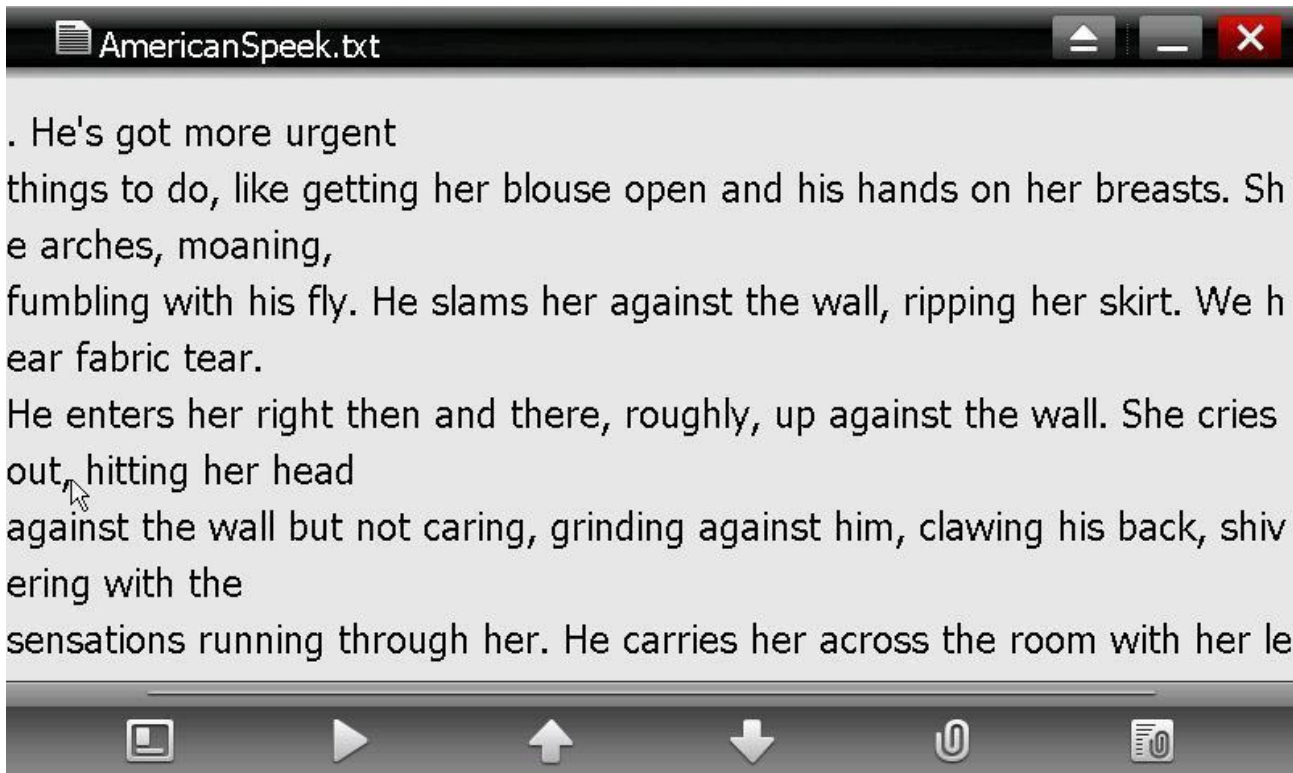 AmericanSpeek.txt
. He's got more urgent
things to do, like getting her blouse open and his hands on her breasts. Sh
e arches, moaning,
fumbling with his fly. He slams her against the wall, ripping her skirt. We h
ear fabric tear.
He enters her right then and there, roughly, up against the wall. She cries
out, hitting her head
against the wall but not caring, grinding against him, clawing his back, shiv
ering with the
sensations running through her. He carries her across the room with her le